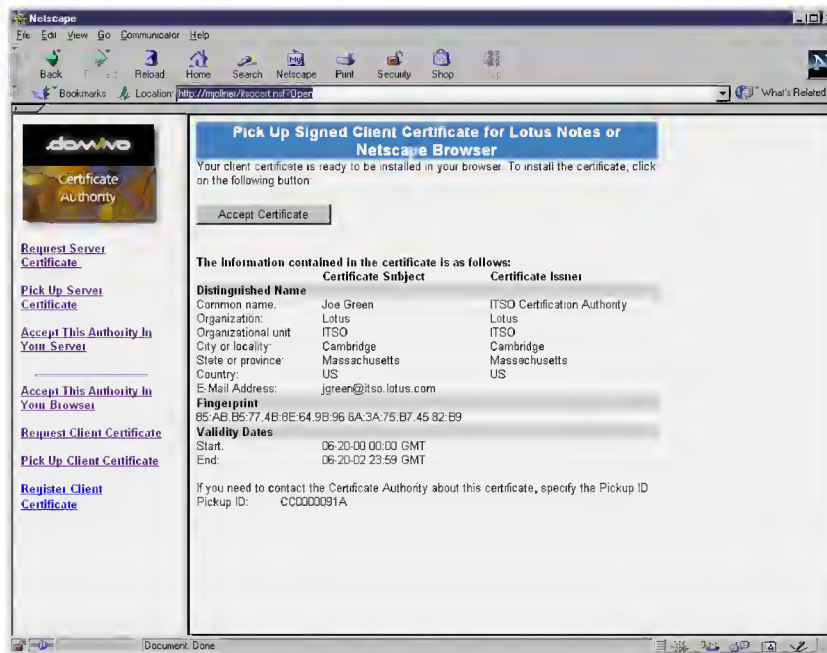 Netscape
File Edit View Go Communicator Help
Back Reload Home Search Netscape Print Security Shop
Bookmarks Location: http://mjollner/itsocert.nsf?Open What's Related
domino
Certificate
Authority
Request Server
Certificate
Pick Up Server
Certificate
Accept This Authority In
Your Server
Accept This Authority In
Your Browser
Request Client Certificate
Pick Up Client Certificate
Register Client
Certificate
Pick Up Signed Client Certificate for Lotus Notes or
Netscape Browser
Your client certificate is ready to be installed in your browser. To install the certificate, click
on the following button:
Accept Certificate
The information contained in the certificate is as follows:
Certificate Subject Certificate Issuer
Distinguished Name
Common name: Joe Green ITSO Certification Authority
Organization: Lotus Lotus
Organizational unit ITSO ITSO
City or locality: Cambridge Cambridge
State or province: Massachusetts Massachusetts
Country: US US
E-Mail Address: jgreen@itso.lotus.com
Fingerprint
85:AB:B5:77:4B:8E:64:9B:96:6A:3A:75:B7:45:82:B9
Validity Dates
Start: 06-20-00 00:00 GMT
End: 06-20-02 23:59 GMT
If you need to contact the Certificate Authority about this certificate, specify the Pickup ID
Pickup ID: CC0000091A
Document: Done